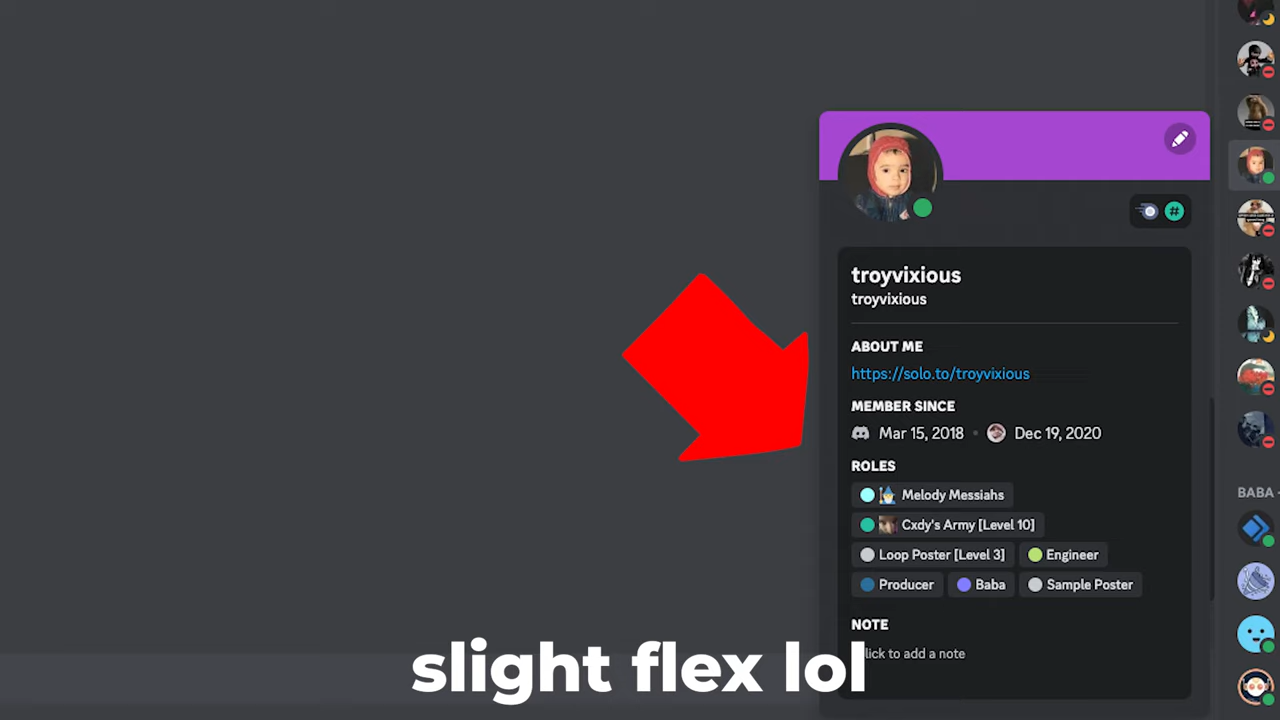 troyvixious
troyvixious
ABOUT ME
https://solo.to/troyvixious
MEMBER SINCE
Mar 15, 2018 • Dec 19, 2020
ROLES
Melody Messiahs
Cxdy's Army [Level 10]
Loop Poster [Level 3] Engineer
Producer Baba Sample Poster
NOTE
lick to add a note
BABA
slight flex lol